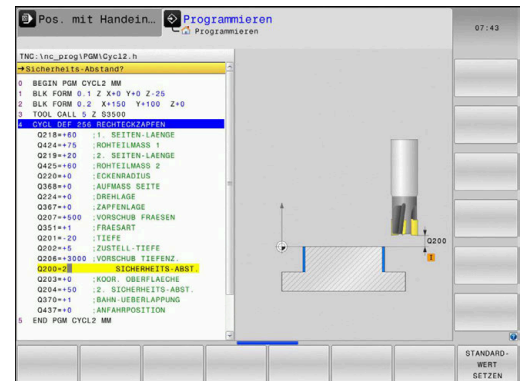 Pos. mit Handein…
Programmieren
Programmieren
07:43
TNC:\nc_prog\PGM\Cycl2.h
→Sicherheits-Abstand?
0 BEGIN PGM CYCL2 MM
1 BLK FORM 0.1 Z X+0 Y+0 Z-25
2 BLK FORM 0.2 X+150 Y+100 Z+0
3 TOOL CALL 5 Z S3500
4 CYCL DEF 256 RECHTECKZAPFEN
Q218=+60 ;1. SEITEN-LAENGE
Q424=+75 ;ROHTEILMASS 1
Q219=+20 ;2. SEITEN-LAENGE
Q425=+60 ;ROHTEILMASS 2
Q220=+0 ;ECKENRADIUS
Q368=+0 ;AUFMASS SEITE
Q224=+0 ;DREHLAGE
Q367=+0 ;ZAPFENLAGE
Q207=+500 ;VORSCHUB FRAESEN
Q351=+1 ;FRAESART
Q201=-20 ;TIEFE
Q202=+5 ;ZUSTELL-TIEFE
Q206=+3000 ;VORSCHUB TIEFENZ.
Q200=2 SICHERHEITS-ABST.
Q203=+0 ;KOOR. OBERFLAECHE
Q204=+50 ;2. SICHERHEITS-ABST.
Q370=+1 ;BAHN-UEBERLAPPUNG
Q437=+0 ;ANFAHRPOSITION
5 END PGM CYCL2 MM
Q200
I
STANDARD-
WERT
SETZEN